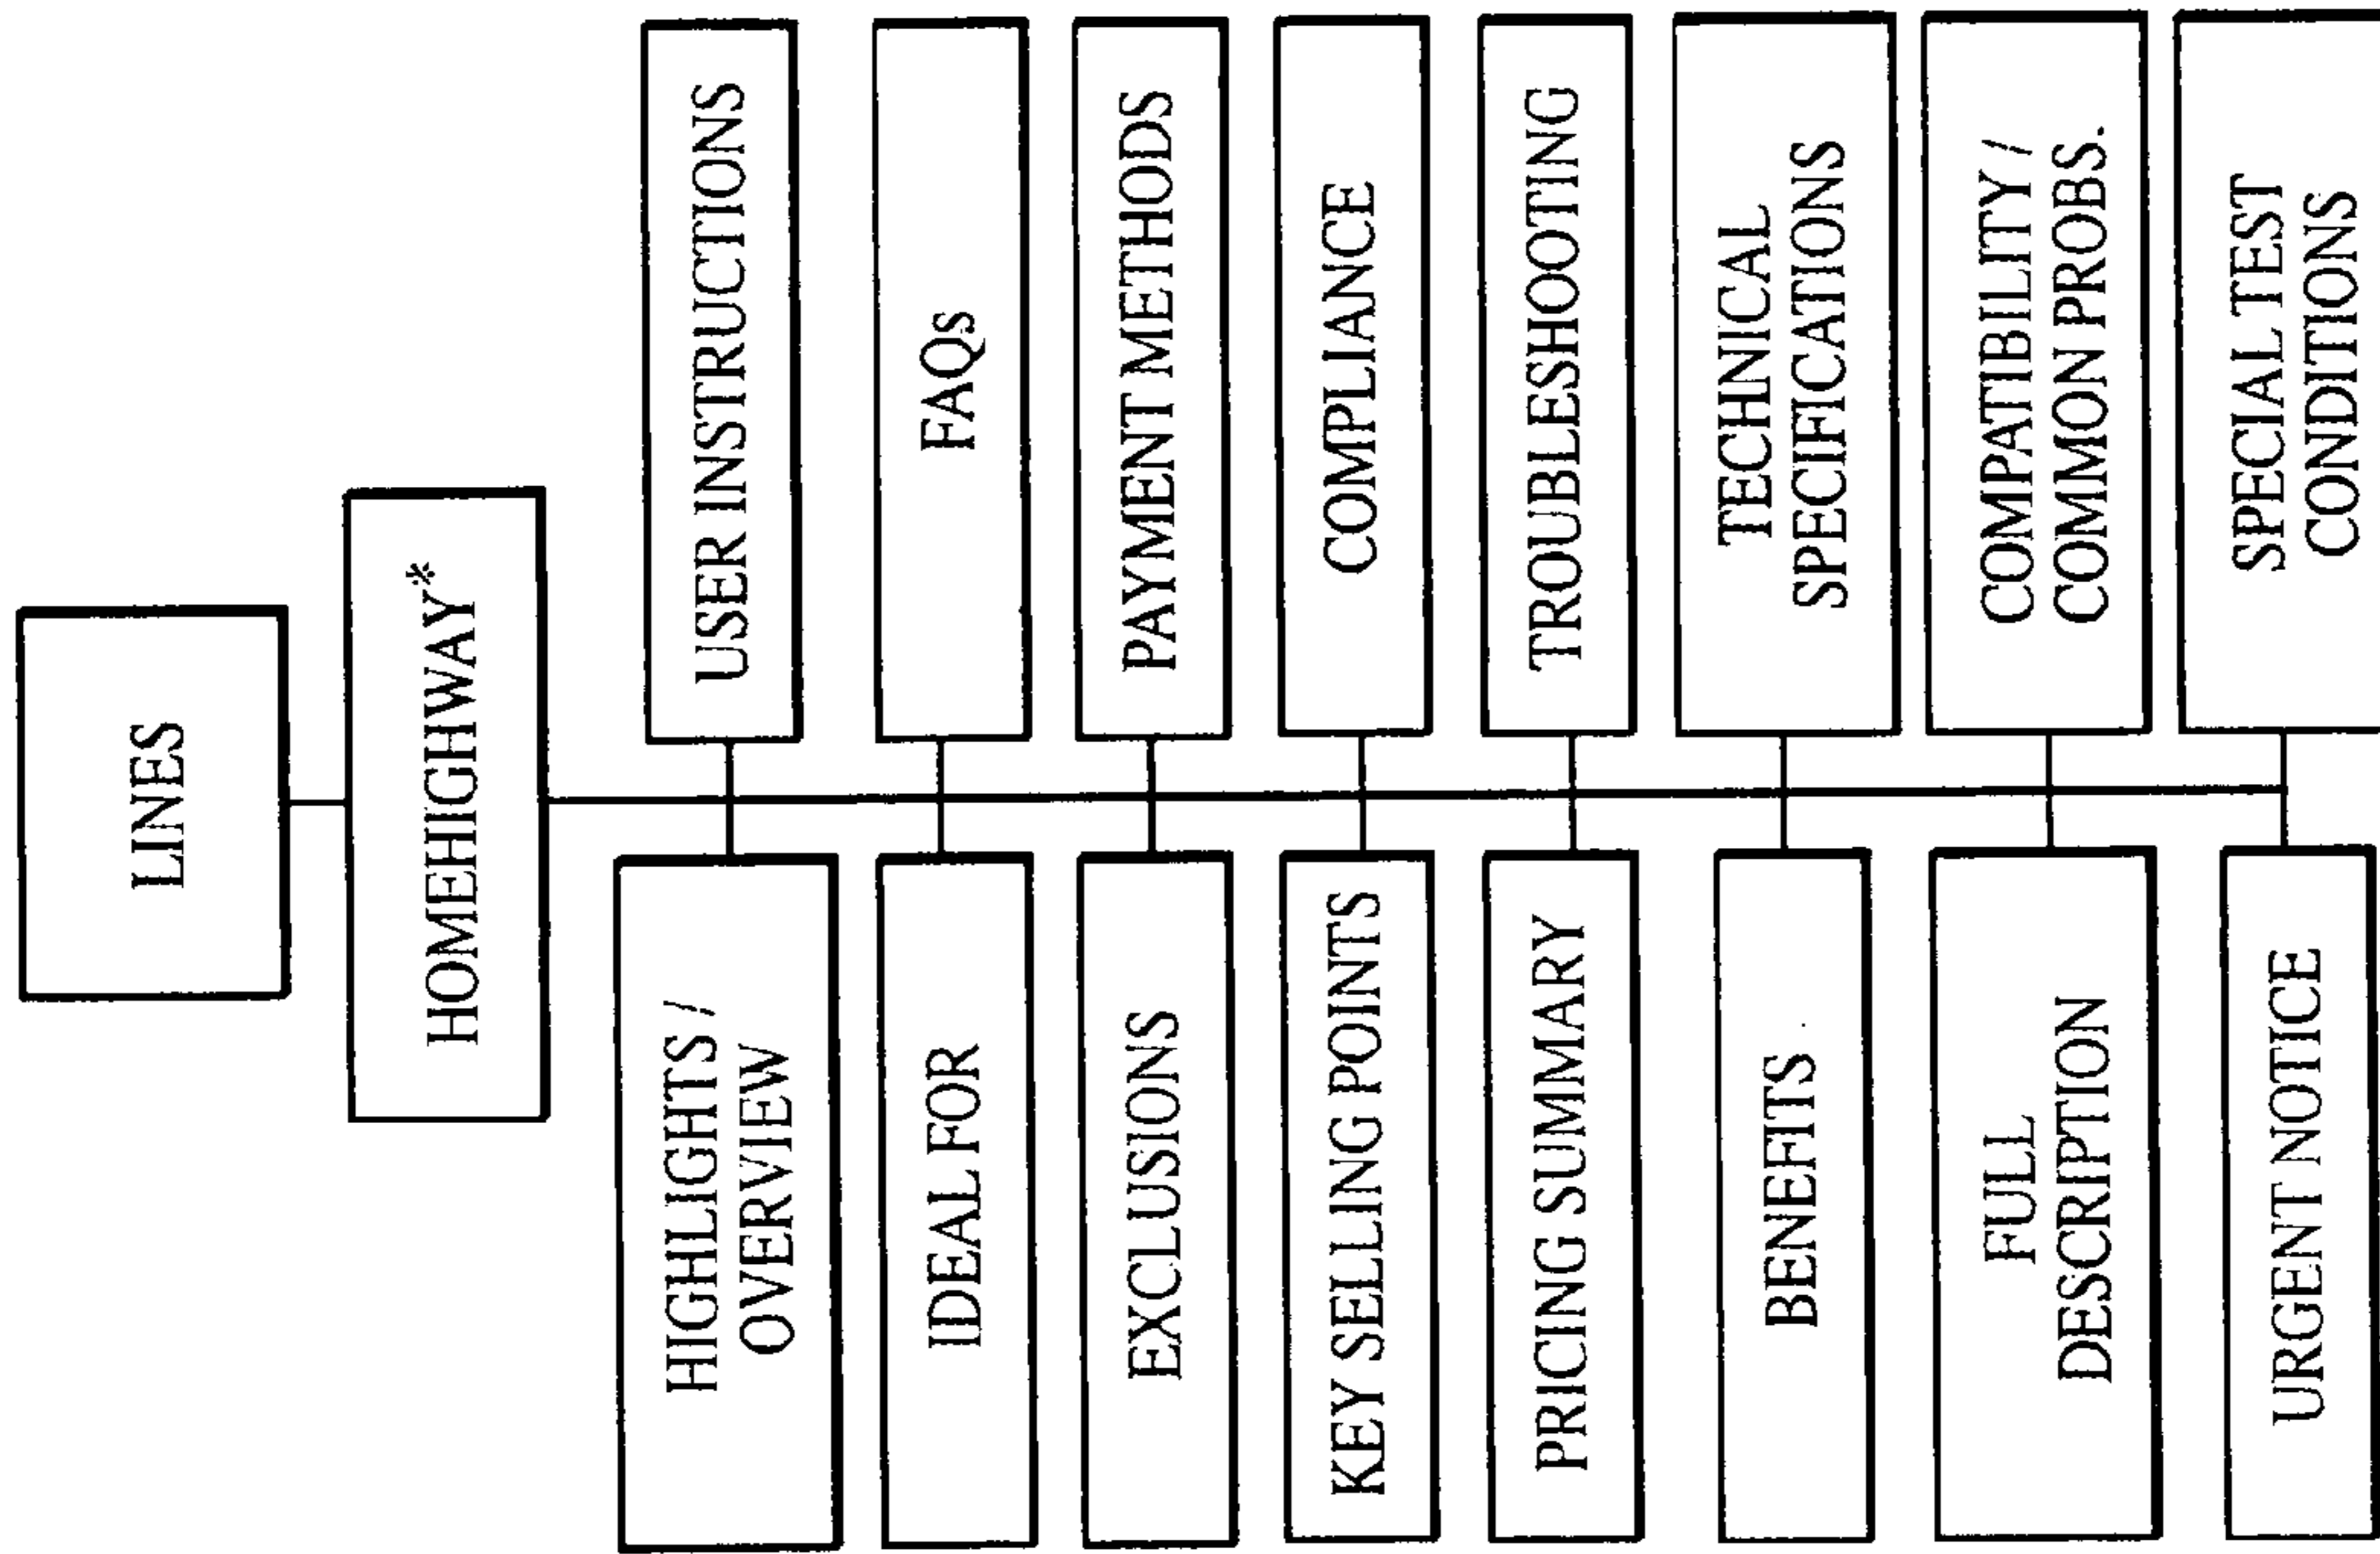 LINES
HOMEHIGHWAY*
HIGHLIGHTS /
OVERVIEW
USER INSTRUCTIONS
IDEAL FOR
FAQs
EXCLUSIONS
PAYMENT METHODS
KEY SELLING POINTS
COMPLIANCE
PRICING SUMMARY
TROUBLESHOOTING
BENEFITS
TECHNICAL
SPECIFICATIONS
FULL
DESCRIPTION
COMPATIBILITY /
COMMON PROBS.
URGENT NOTICE
SPECIAL TEST
CONDITIONS